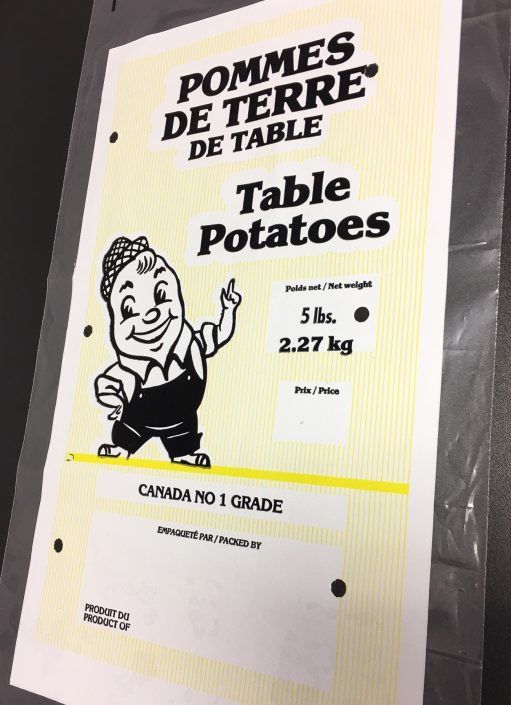 POMMES
DE TERRE
DE TABLE
Table
Potatoes
Poids net / Net weight
5 lbs.
2.27 kg
Prix / Price
CANADA NO 1 GRADE
EMPAQUETÉ PAR / PACKED BY
PRODUIT DU
PRODUCT OF